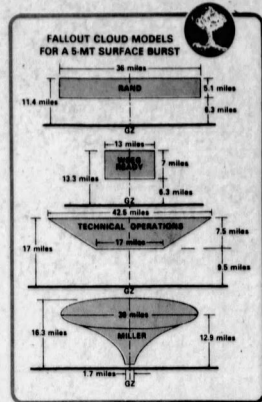 FALLOUT CLOUD MODELS
FOR A 5-MT SURFACE BURST
36 miles
RAND
5.1 miles
11.4 miles
6.3 miles
GZ
13 miles
WSEG
READY
7 miles
13.3 miles
6.3 miles
GZ
42.6 miles
TECHNICAL OPERATIONS
17 miles
7.5 miles
17 miles
9.5 miles
GZ
30 miles
MILLER
16.3 miles
12.9 miles
1.7 miles
GZ